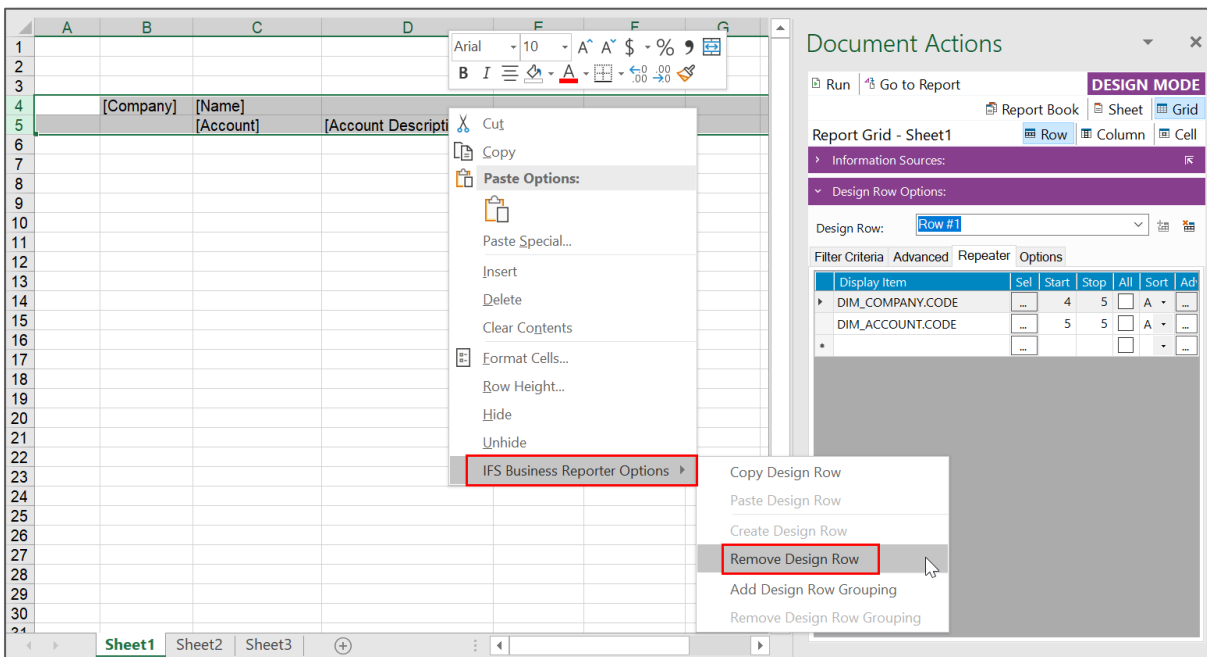 A B C D E F G
Arial 10 A^ Aˇ $ % 9
B I A .00 .00
1
2
3
4 [Company] [Name]
5 [Account] [Account Descripti
6
7
8
9
10
11
12
13
14
15
16
17
18
19
20
21
22
23
24
25
26
27
28
29
30
31
Cut
Copy
Paste Options:
Paste Special...
Insert
Delete
Clear Contents
Format Cells...
Row Height...
Hide
Unhide
IFS Business Reporter Options
Copy Design Row
Paste Design Row
Create Design Row
Remove Design Row
Add Design Row Grouping
Remove Design Row Grouping
Sheet1 Sheet2 Sheet3
Document Actions
Run Go to Report DESIGN MODE
Report Book Sheet Grid
Report Grid - Sheet1 Row Column Cell
Information Sources:
Design Row Options:
Design Row: Row #1
Filter Criteria Advanced Repeater Options
Display Item Sel Start Stop All Sort Ad
DIM_COMPANY.CODE ... 4 5 A ...
DIM_ACCOUNT.CODE ... 5 5 A ...
* ... ...